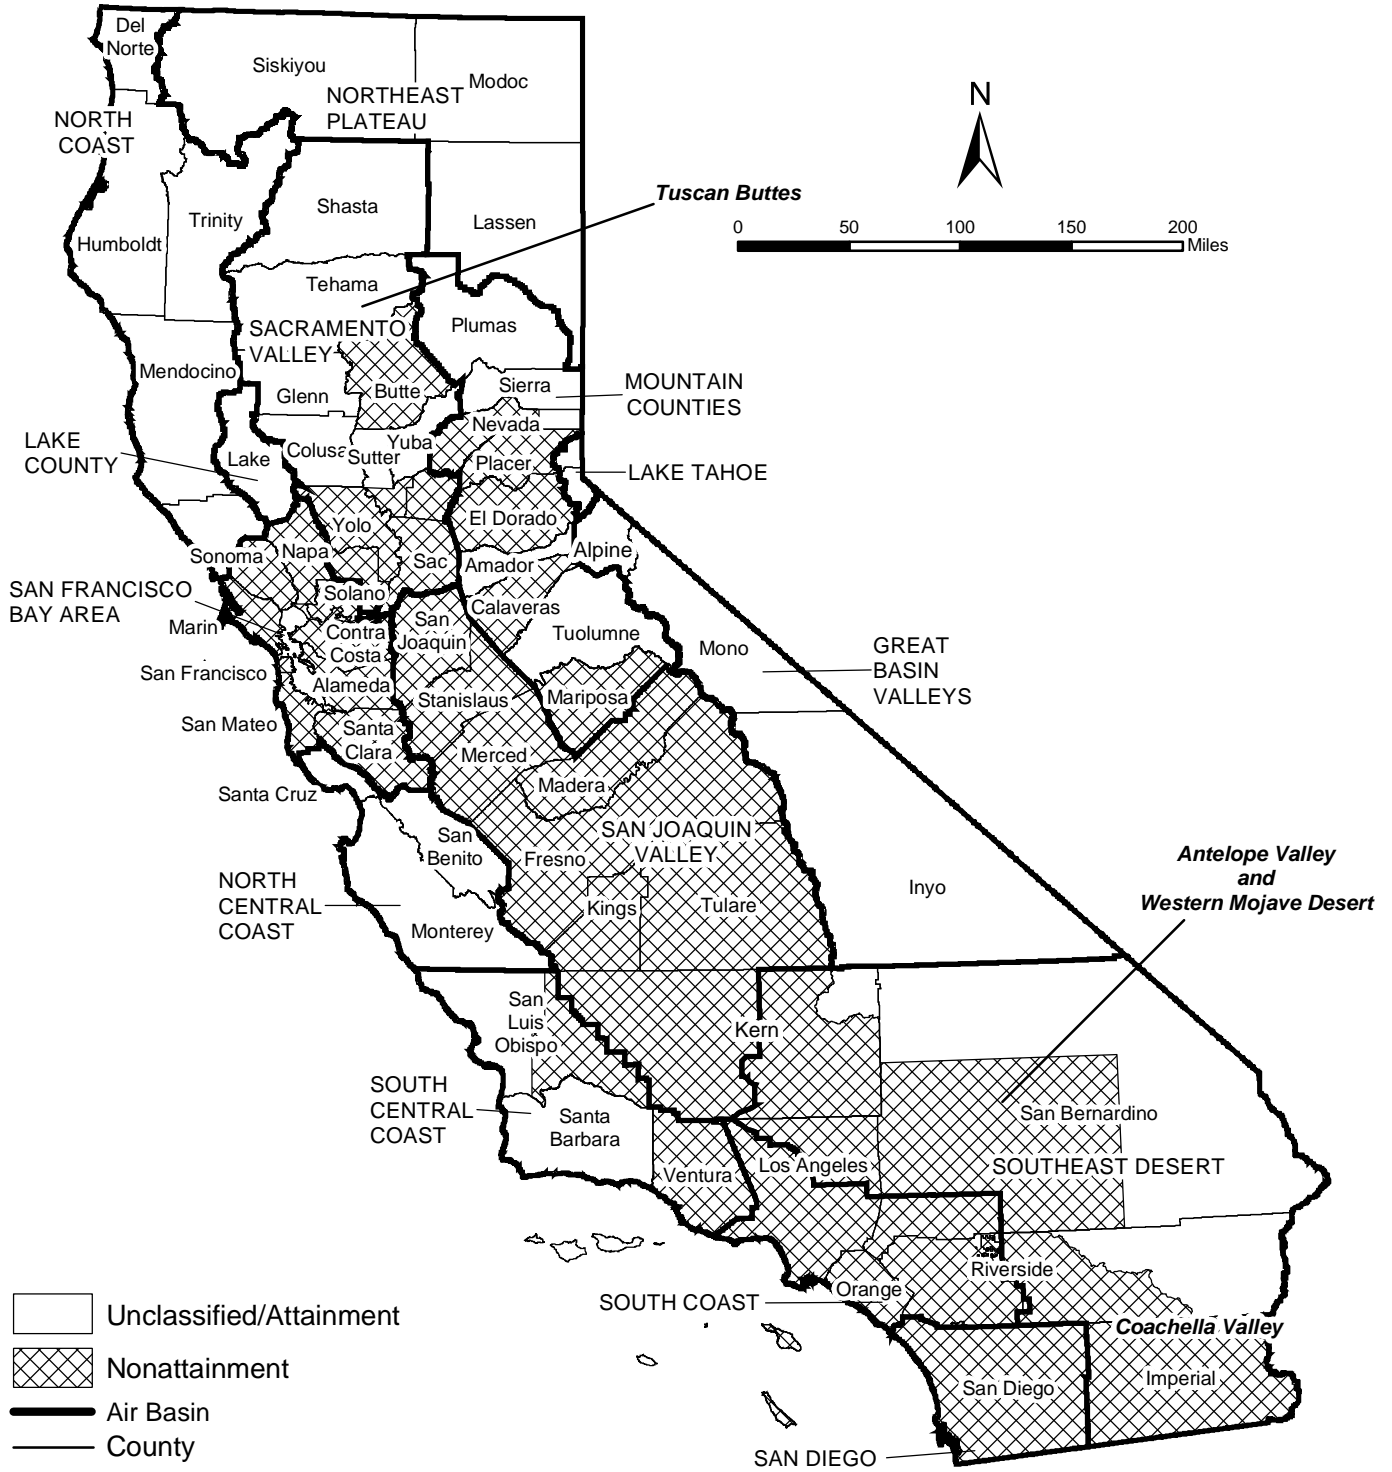 Del
Norte
Siskiyou
Modoc
NORTHEAST
PLATEAU
NORTH
COAST
N
Tuscan Buttes
Shasta
Trinity
Lassen
Humboldt
0 50 100 150 200
Miles
Tehama
SACRAMENTO
VALLEY
Plumas
Mendocino
Glenn
Butte
Sierra
MOUNTAIN
COUNTIES
Nevada
LAKE
COUNTY
Lake
Colusa
Sutter
Yuba
Placer
LAKE TAHOE
Yolo
El Dorado
Sonoma
Napa
Sac
Amador
Alpine
SAN FRANCISCO
BAY AREA
Solano
Calaveras
Marin
Contra
Costa
San
Joaquin
Tuolumne
Mono
GREAT
BASIN
VALLEYS
San Francisco
Alameda
Stanislaus
Mariposa
San Mateo
Santa
Clara
Merced
Madera
Santa Cruz
San
Benito
SAN JOAQUIN
VALLEY
Fresno
Antelope Valley
and
Western Mojave Desert
NORTH
CENTRAL
COAST
Kings
Tulare
Inyo
Monterey
San
Luis
Obispo
Kern
SOUTH
CENTRAL
COAST
Santa
Barbara
San Bernardino
Ventura
Los Angeles
SOUTHEAST DESERT
Riverside
Orange
SOUTH COAST
Coachella Valley
San Diego
Imperial
SAN DIEGO
Unclassified/Attainment
Nonattainment
Air Basin
County